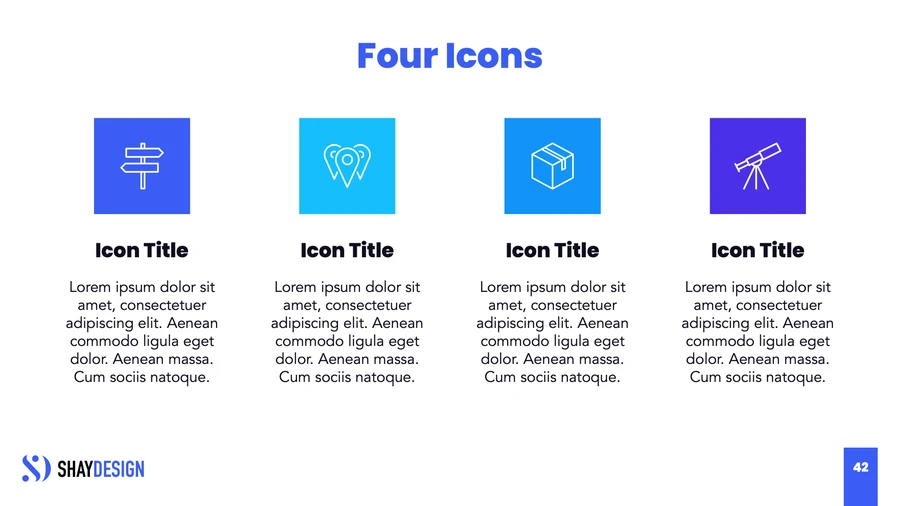 Four Icons
Icon Title
Lorem ipsum dolor sit
amet, consectetuer
adipiscing elit. Aenean
commodo ligula eget
dolor. Aenean massa.
Cum sociis natoque.
Icon Title
Lorem ipsum dolor sit
amet, consectetuer
adipiscing elit. Aenean
commodo ligula eget
dolor. Aenean massa.
Cum sociis natoque.
Icon Title
Lorem ipsum dolor sit
amet, consectetuer
adipiscing elit. Aenean
commodo ligula eget
dolor. Aenean massa.
Cum sociis natoque.
Icon Title
Lorem ipsum dolor sit
amet, consectetuer
adipiscing elit. Aenean
commodo ligula eget
dolor. Aenean massa.
Cum sociis natoque.
SHAYDESIGN
42